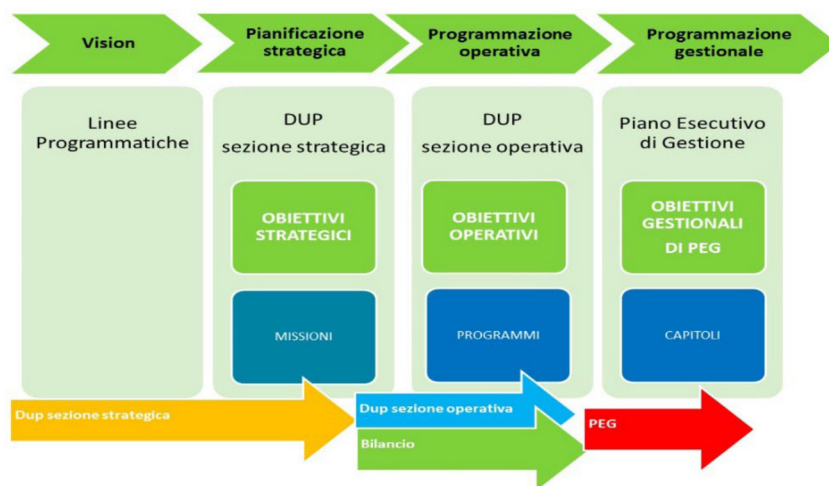 Vision
Pianificazione
strategica
Programmazione
operativa
Programmazione
gestionale
Linee
Programmatiche
DUP
sezione strategica
DUP
sezione operativa
Piano Esecutivo
di Gestione
OBIETTIVI
STRATEGICI
OBIETTIVI
OPERATIVI
OBIETTIVI
GESTIONALI
DI PEG
MISSIONI
PROGRAMMI
CAPITOLI
Dup sezione strategica
Dup sezione operativa
Bilancio
PEG